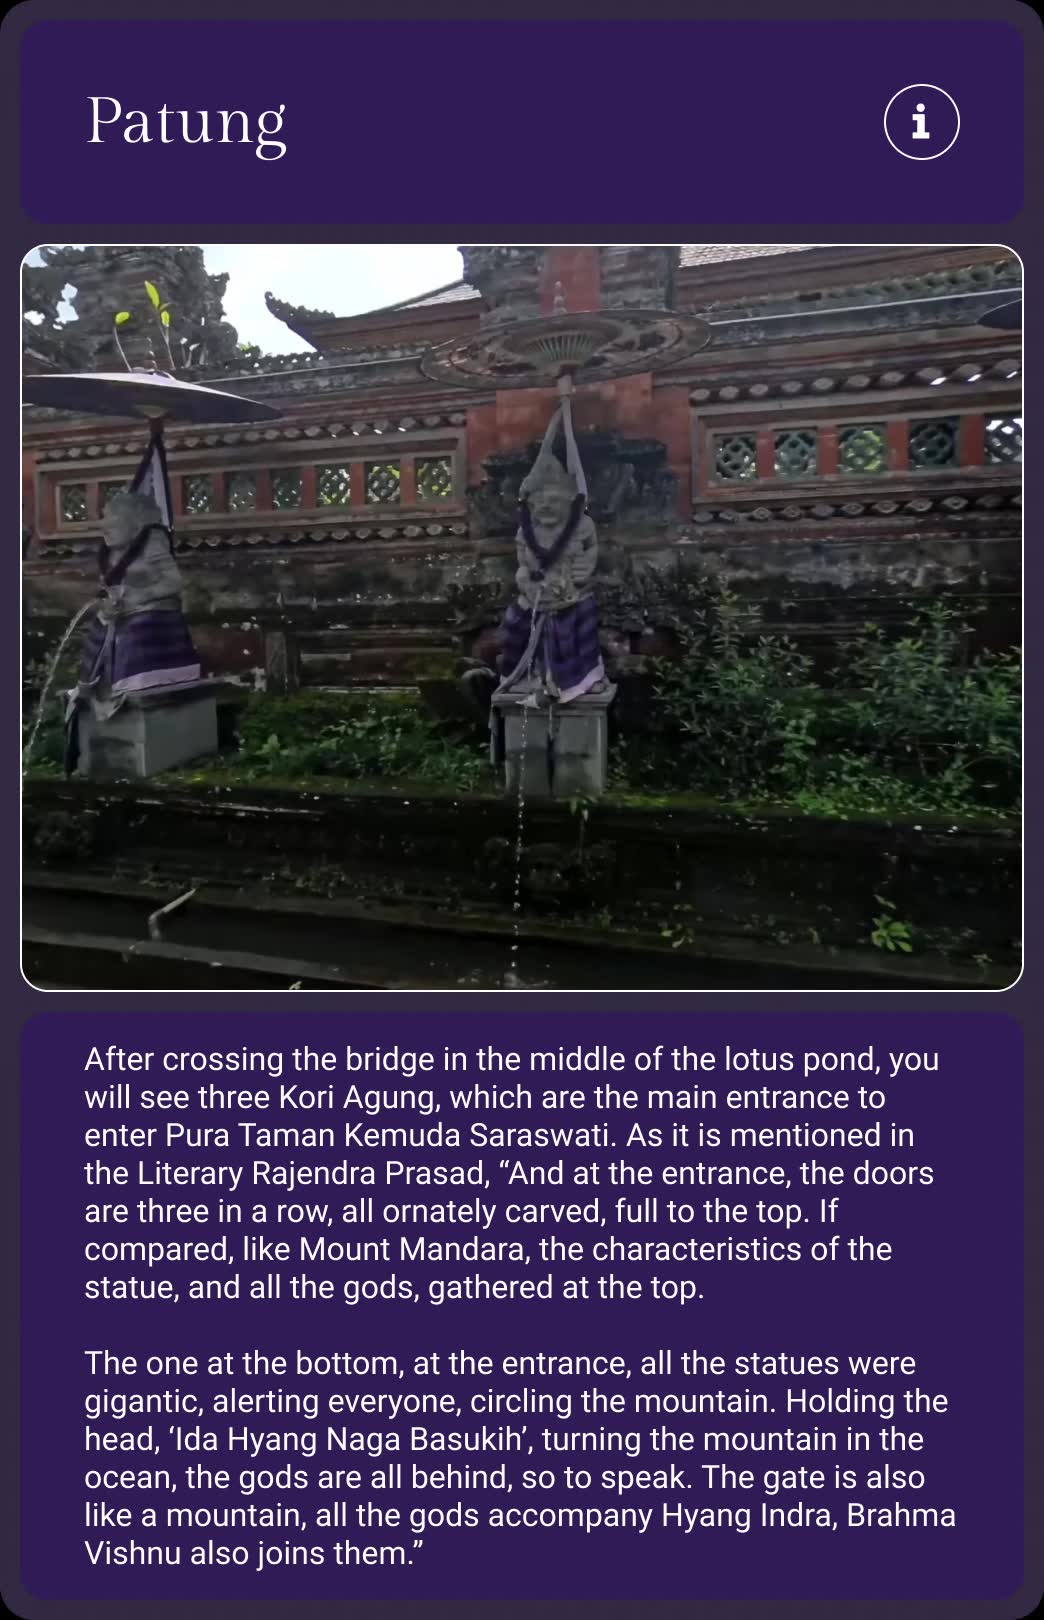 Patung
After crossing the bridge in the middle of the lotus pond, you
will see three Kori Agung, which are the main entrance to
enter Pura Taman Kemuda Saraswati. As it is mentioned in
the Literary Rajendra Prasad, “And at the entrance, the doors
are three in a row, all ornately carved, full to the top. If
compared, like Mount Mandara, the characteristics of the
statue, and all the gods, gathered at the top.
The one at the bottom, at the entrance, all the statues were
gigantic, alerting everyone, circling the mountain. Holding the
head, ‘Ida Hyang Naga Basukih’, turning the mountain in the
ocean, the gods are all behind, so to speak. The gate is also
like a mountain, all the gods accompany Hyang Indra, Brahma
Vishnu also joins them.”